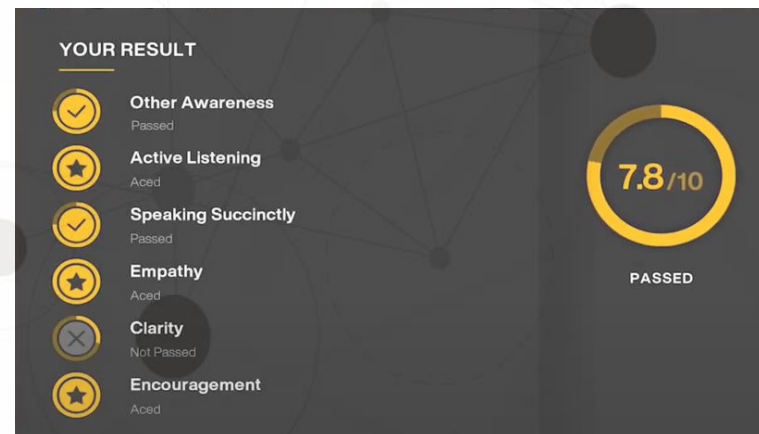 YOUR RESULT
Other Awareness
Passed
Active Listening
Aced
Speaking Succinctly
Passed
Empathy
Aced
Clarity
Not Passed
Encouragement
Aced
7.8/10
PASSED